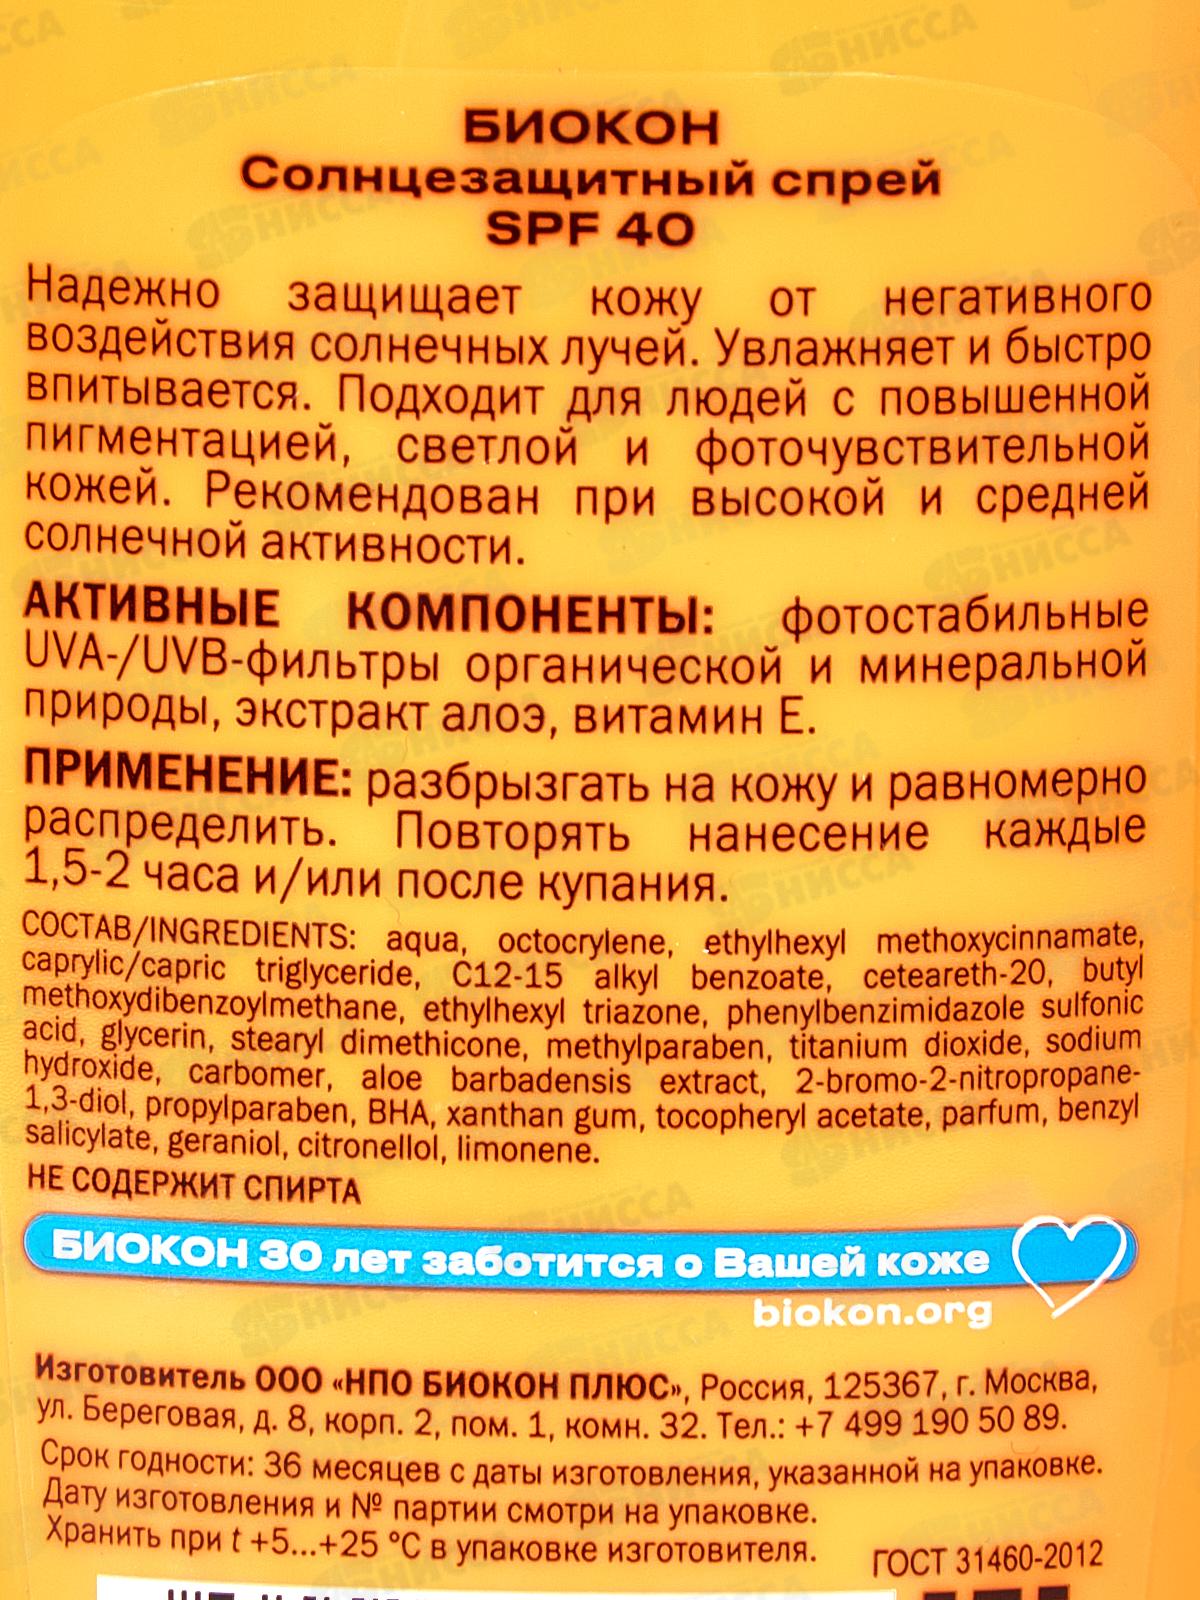 БИОКОН
Солнцезащитный спрей
SPF 40
Надежно защищает кожу от негативного
воздействия солнечных лучей. Увлажняет и быстро
впитывается. Подходит для людей с повышенной
пигментацией, светлой и фоточувствительной
кожей. Рекомендован при высокой и средней
солнечной активности.
АКТИВНЫЕ КОМПОНЕНТЫ: фотостабильные
UVA-/UVB-фильтры органической и минеральной
природы, экстракт алоэ, витамин Е.
ПРИМЕНЕНИЕ: разбрызгать на кожу и равномерно
распределить. Повторять нанесение каждые
1,5-2 часа и/или после купания.
СОСТАВ/INGREDIENTS: aqua, octocrylene, ethylhexyl methoxycinnamate,
caprylic/capric triglyceride, C12-15 alkyl benzoate, ceteareth-20, butyl
methoxydibenzoylmethane, ethylhexyl triazone, phenylbenzimidazole sulfonic
acid, glycerin, stearyl dimethicone, methylparaben, titanium dioxide, sodium
hydroxide, carbomer, aloe barbadensis extract, 2-bromo-2-nitropropane-
1,3-diol, propylparaben, BHA, xanthan gum, tocopheryl acetate, parfum, benzyl
salicylate, geraniol, citronellol, limonene.
НЕ СОДЕРЖИТ СПИРТА
БИОКОН 30 лет заботится о Вашей коже
biokon.org
Изготовитель ООО «НПО БИОКОН ПЛЮС», Россия, 125367, г. Москва,
ул. Береговая, д. 8, корп. 2, пом. 1, комн. 32. Тел.: +7 499 190 50 89.
Срок годности: 36 месяцев с даты изготовления, указанной на упаковке.
Дату изготовления и № партии смотри на упаковке.
Хранить при t +5...+25 °C в упаковке изготовителя.
ГОСТ 31460-2012